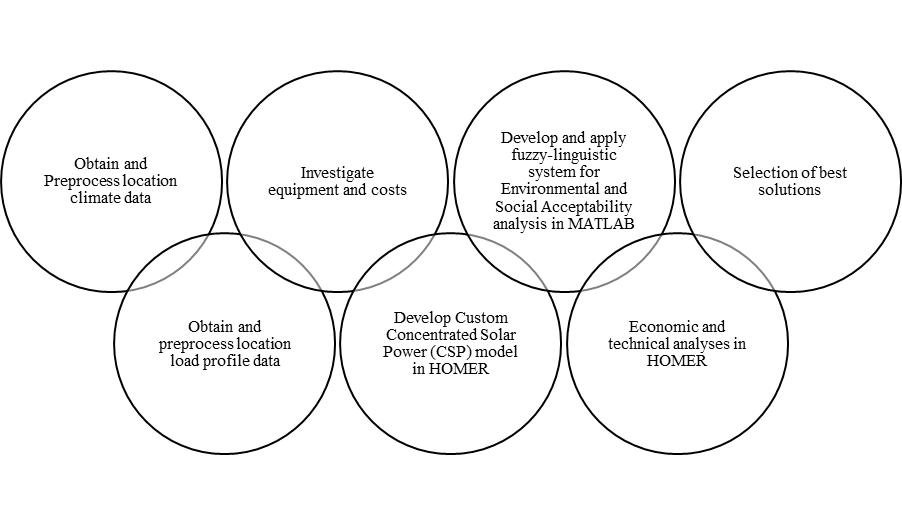 Obtain and
Preprocess location
climate data
Obtain and
preprocess location
load profile data
Investigate
equipment and costs
Develop Custom
Concentrated Solar
Power (CSP) model
in HOMER
Develop and apply
fuzzy-linguistic
system for
Environmental and
Social Acceptability
analysis in MATLAB
Economic and
technical analyses in
HOMER
Selection of best
solutions